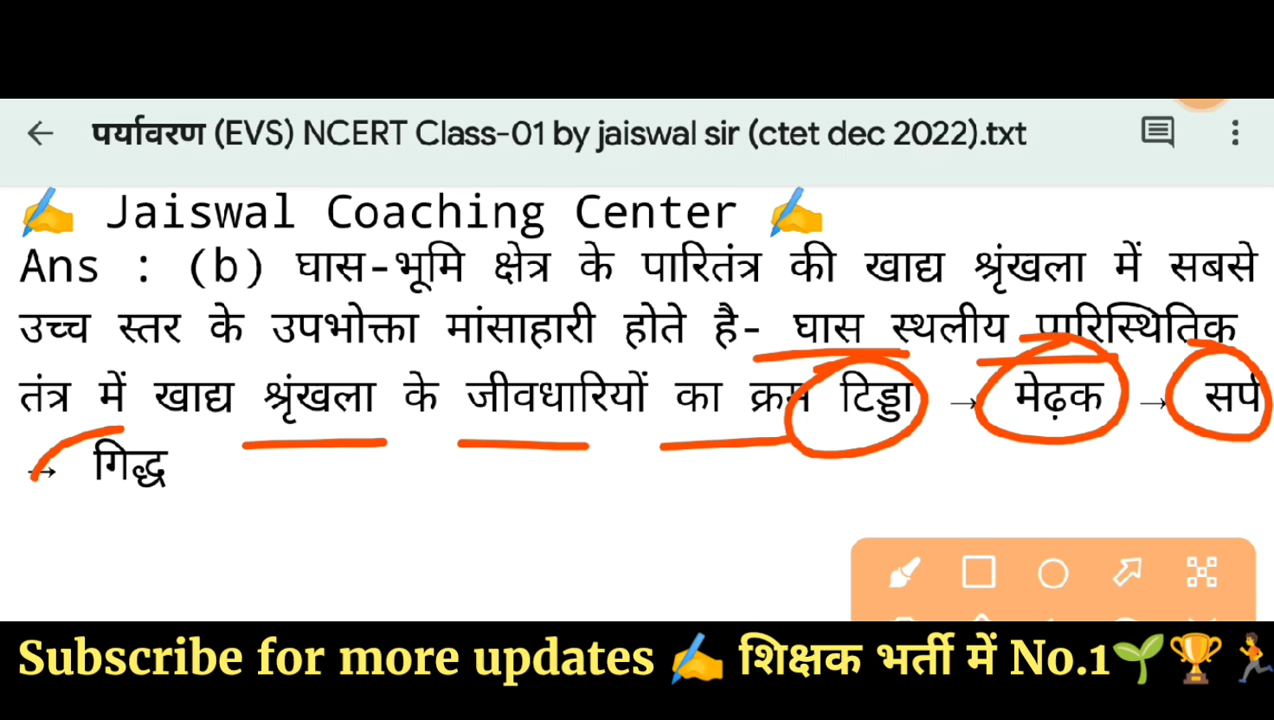 पर्यावरण (EVS) NCERT Class-01 by jaiswal sir (ctet dec 2022).txt
✍ Jaiswal Coaching Center ✍
Ans : (b) घास-भूमि क्षेत्र के पारितंत्र की खाद्य श्रृंखला में सबसे
उच्च स्तर के उपभोक्ता मांसाहारी होते है- घास स्थलीय पारिस्थितिक
तंत्र में खाद्य श्रृंखला के जीवधारियों का क्रम टिड्डा → मेढ़क → सर्प
→ गिद्ध
Subscribe for more updates ✍ शिक्षक भर्ती में No.1🌱🏆🏃